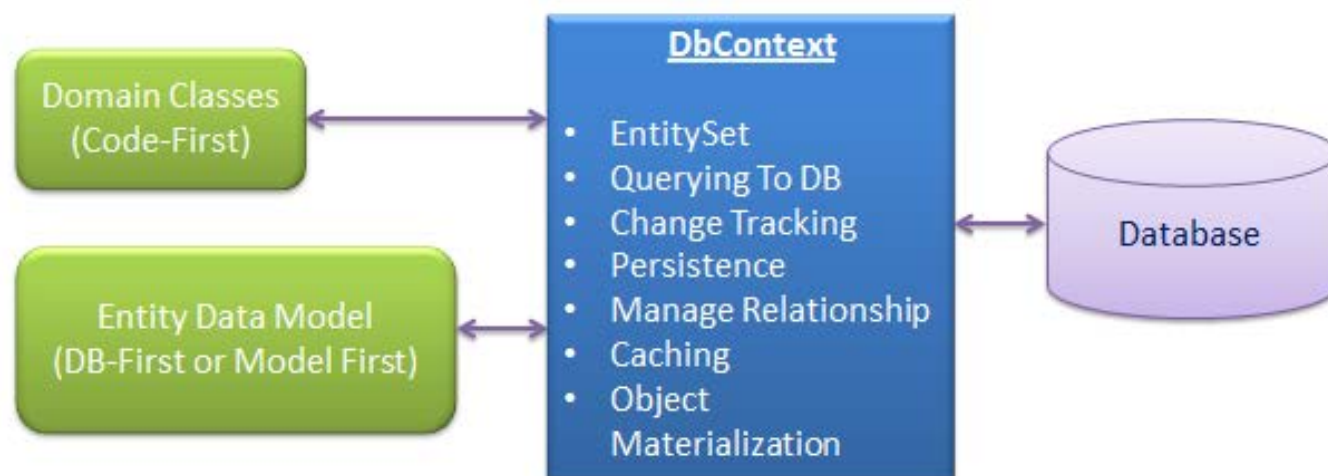 Domain Classes
(Code-First)
Entity Data Model
(DB-First or Model First)
DbContext
• EntitySet
• Querying To DB
• Change Tracking
• Persistence
• Manage Relationship
• Caching
• Object
Materialization
Database